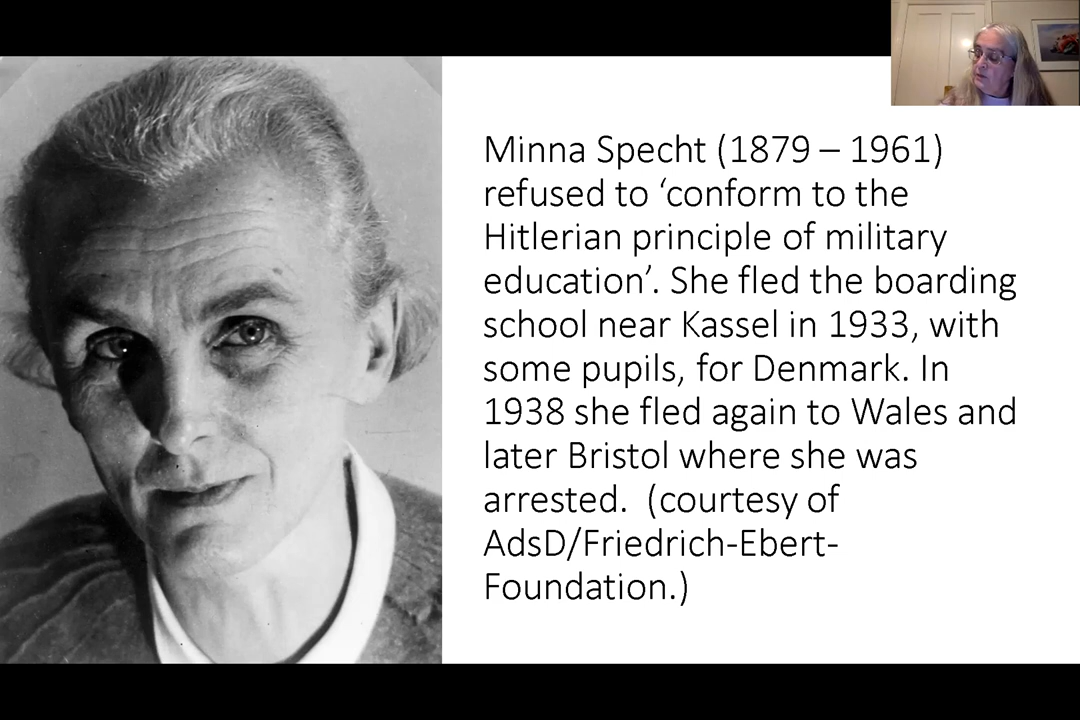 Minna Specht (1879 – 1961)
refused to ‘conform to the
Hitlerian principle of military
education’. She fled the boarding
school near Kassel in 1933, with
some pupils, for Denmark. In
1938 she fled again to Wales and
later Bristol where she was
arrested.  (courtesy of
AdsD/Friedrich-Ebert-
Foundation.)